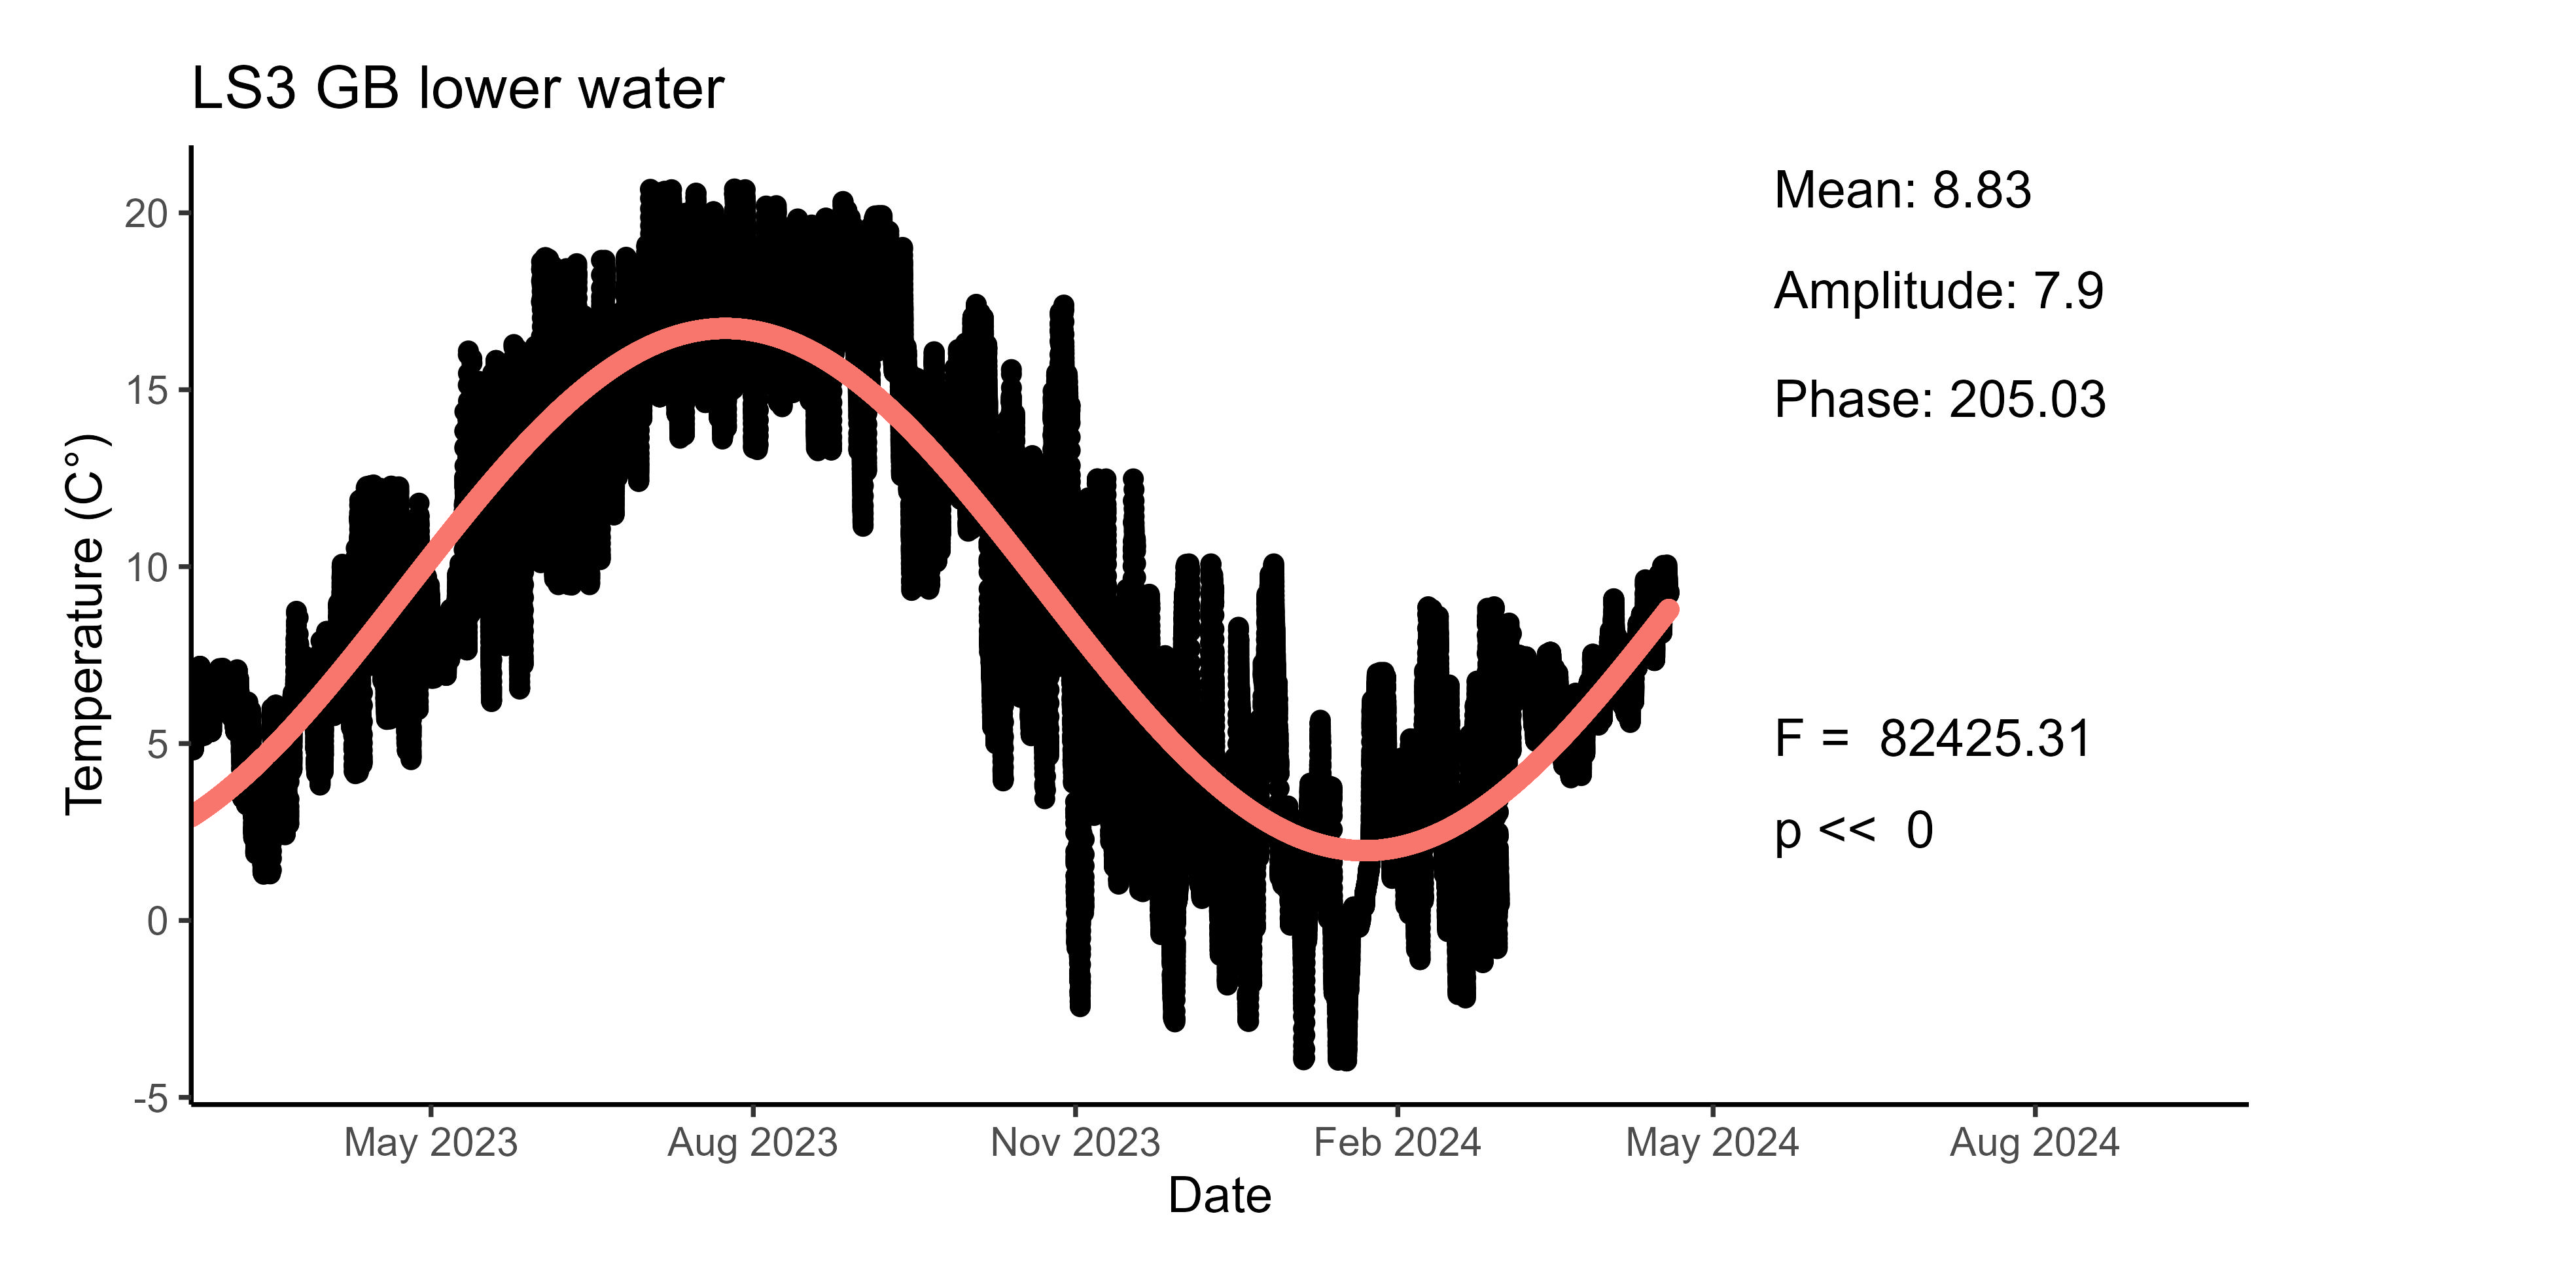 LS3 GB lower water
Mean: 8.83
Amplitude: 7.9
Phase: 205.03
F =  82425.31
p <<  0
Temperature (C°)
20
15
10
5
0
-5
May 2023
Aug 2023
Nov 2023
Feb 2024
May 2024
Aug 2024
Date